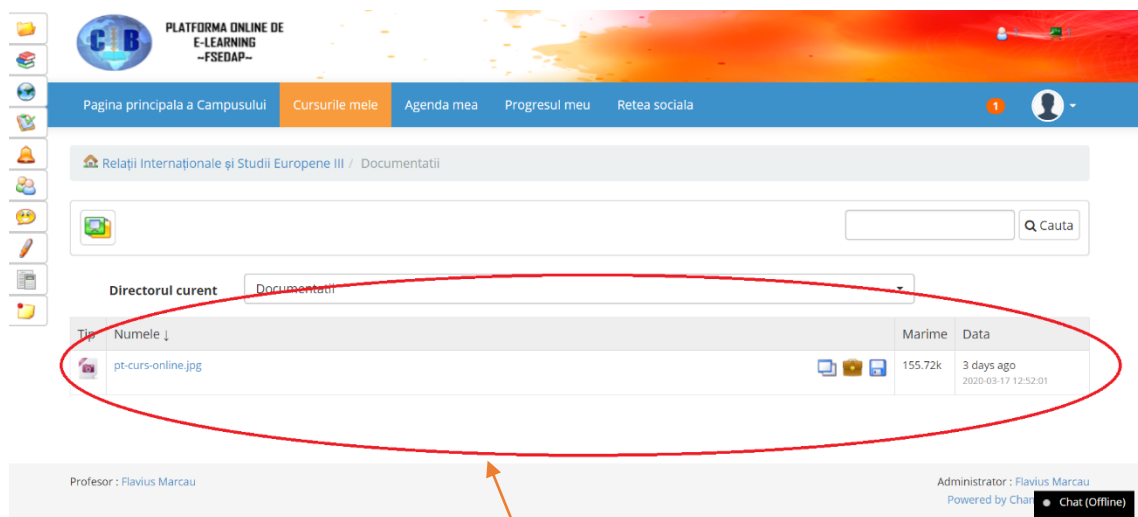 PLATFORMA ONLINE DE
E-LEARNING
~FSEDAP~
CIB
Pagina principala a Campusului Cursurile mele Agenda mea Progresul meu Retea sociala 1
Relații Internaționale și Studii Europene III / Documentatii
Cauta
Directorul curent Documentatii
Tip Numele ↓ Marime Data
pt-curs-online.jpg 155.72k 3 days ago
2020-03-17 12:52:01
Profesor : Flavius Marcau Administrator : Flavius Marcau
Powered by
Chat (Offline)